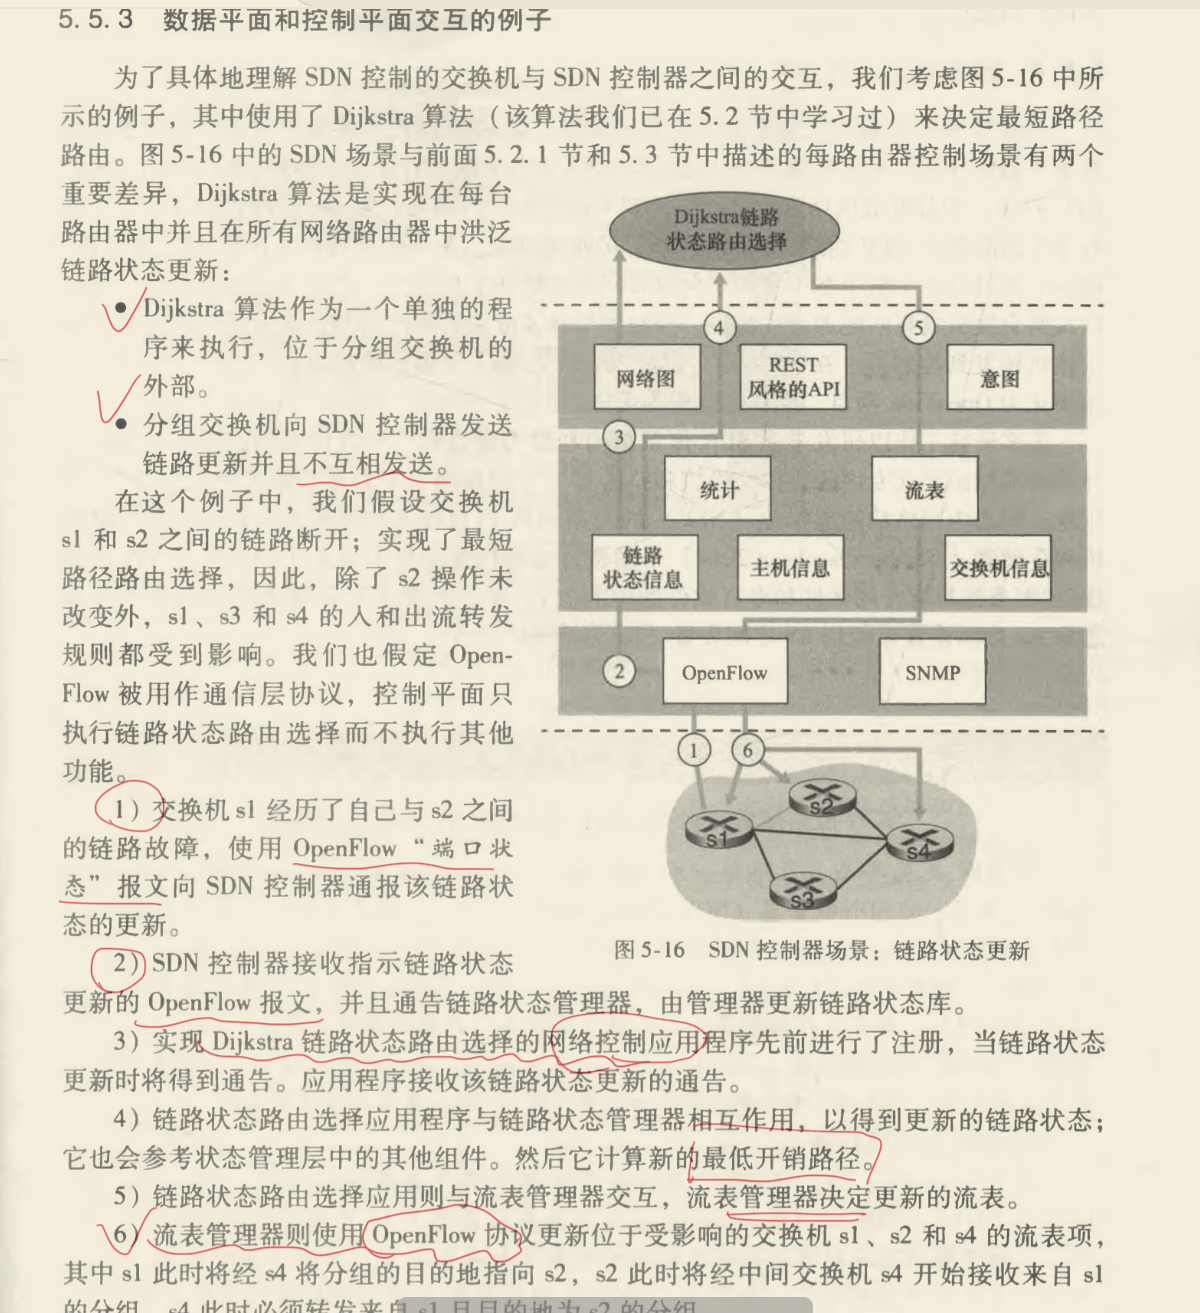 5.5.3 数据平面和控制平面交互的例子
为了具体地理解 SDN 控制的交换机与 SDN 控制器之间的交互，我们考虑图 5-16 中所
示的例子，其中使用了 Dijkstra 算法（该算法我们已在 5.2 节中学习过）来决定最短路径
路由。图 5-16 中的 SDN 场景与前面 5.2.1 节和 5.3 节中描述的每路由器控制场景有两个
重要差异，Dijkstra 算法是实现在每台
路由器中并且在所有网络路由器中洪泛
链路状态更新：
● Dijkstra 算法作为一个单独的程
序来执行，位于分组交换机的
外部。
● 分组交换机向 SDN 控制器发送
链路更新并且不互相发送。
在这个例子中，我们假设交换机
s1 和 s2 之间的链路断开；实现了最短
路径路由选择，因此，除了 s2 操作未
改变外，s1、s3 和 s4 的人和出流转发
规则都受到影响。我们也假定 Open-
Flow 被用作通信层协议，控制平面只
执行链路状态路由选择而不执行其他
功能。
1）交换机 s1 经历了自己与 s2 之间
的链路故障，使用 OpenFlow “端口状
态”报文向 SDN 控制器通报该链路状
态的更新。
2）SDN 控制器接收指示链路状态
Dijkstra链路
状态路由选择
4
5
网络图
REST
风格的API
意图
3
统计
流表
链路
状态信息
主机信息
交换机信息
2
OpenFlow
...
SNMP
1
6
s2
s1
s4
s3
图 5-16 SDN 控制器场景：链路状态更新
更新的 OpenFlow 报文，并且通告链路状态管理器，由管理器更新链路状态库。
3）实现 Dijkstra 链路状态路由选择的网络控制应用程序先前进行了注册，当链路状态
更新时将得到通告。应用程序接收该链路状态更新的通告。
4）链路状态路由选择应用程序与链路状态管理器相互作用，以得到更新的链路状态；
它也会参考状态管理层中的其他组件。然后它计算新的最低开销路径。
5）链路状态路由选择应用则与流表管理器交互，流表管理器决定更新的流表。
6）流表管理器则使用 OpenFlow 协议更新位于受影响的交换机 s1、s2 和 s4 的流表项，
其中 s1 此时将经 s4 将分组的目的地指向 s2，s2 此时将经中间交换机 s4 开始接收来自 s1
的分组，s4 此时必须转发来自 s1 且目的地为 s2 的分组